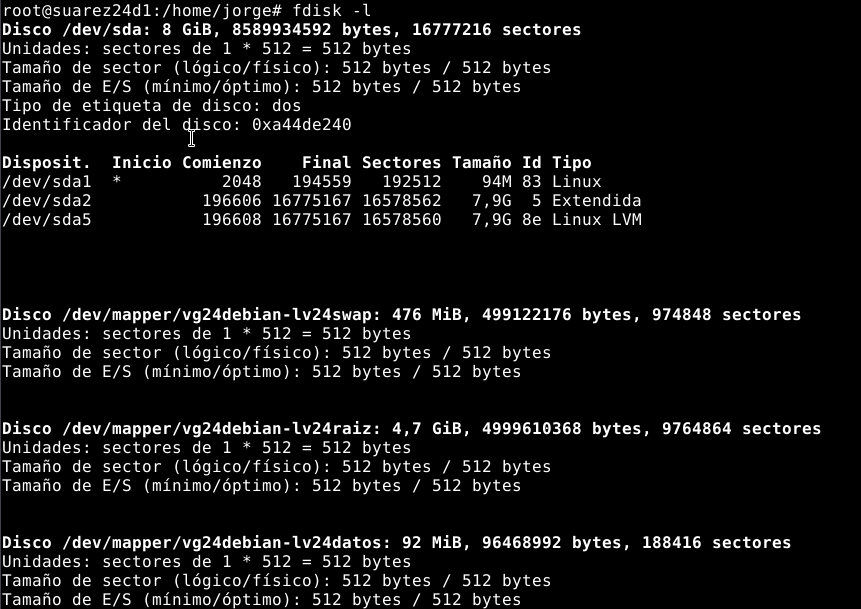 root@suarez24d1:/home/jorge# fdisk -l
Disco /dev/sda: 8 GiB, 8589934592 bytes, 16777216 sectores
Unidades: sectores de 1 * 512 = 512 bytes
Tamaño de sector (lógico/físico): 512 bytes / 512 bytes
Tamaño de E/S (mínimo/óptimo): 512 bytes / 512 bytes
Tipo de etiqueta de disco: dos
Identificador del disco: 0xa44de240
Disposit.  Inicio Comienzo    Final Sectores Tamaño Id Tipo
/dev/sda1  *          2048   194559   192512    94M 83 Linux
/dev/sda2           196606 16775167 16578562   7,9G  5 Extendida
/dev/sda5           196608 16775167 16578560   7,9G 8e Linux LVM
Disco /dev/mapper/vg24debian-lv24swap: 476 MiB, 499122176 bytes, 974848 sectores
Unidades: sectores de 1 * 512 = 512 bytes
Tamaño de sector (lógico/físico): 512 bytes / 512 bytes
Tamaño de E/S (mínimo/óptimo): 512 bytes / 512 bytes
Disco /dev/mapper/vg24debian-lv24raiz: 4,7 GiB, 4999610368 bytes, 9764864 sectores
Unidades: sectores de 1 * 512 = 512 bytes
Tamaño de sector (lógico/físico): 512 bytes / 512 bytes
Tamaño de E/S (mínimo/óptimo): 512 bytes / 512 bytes
Disco /dev/mapper/vg24debian-lv24datos: 92 MiB, 96468992 bytes, 188416 sectores
Unidades: sectores de 1 * 512 = 512 bytes
Tamaño de sector (lógico/físico): 512 bytes / 512 bytes
Tamaño de E/S (mínimo/óptimo): 512 bytes / 512 bytes